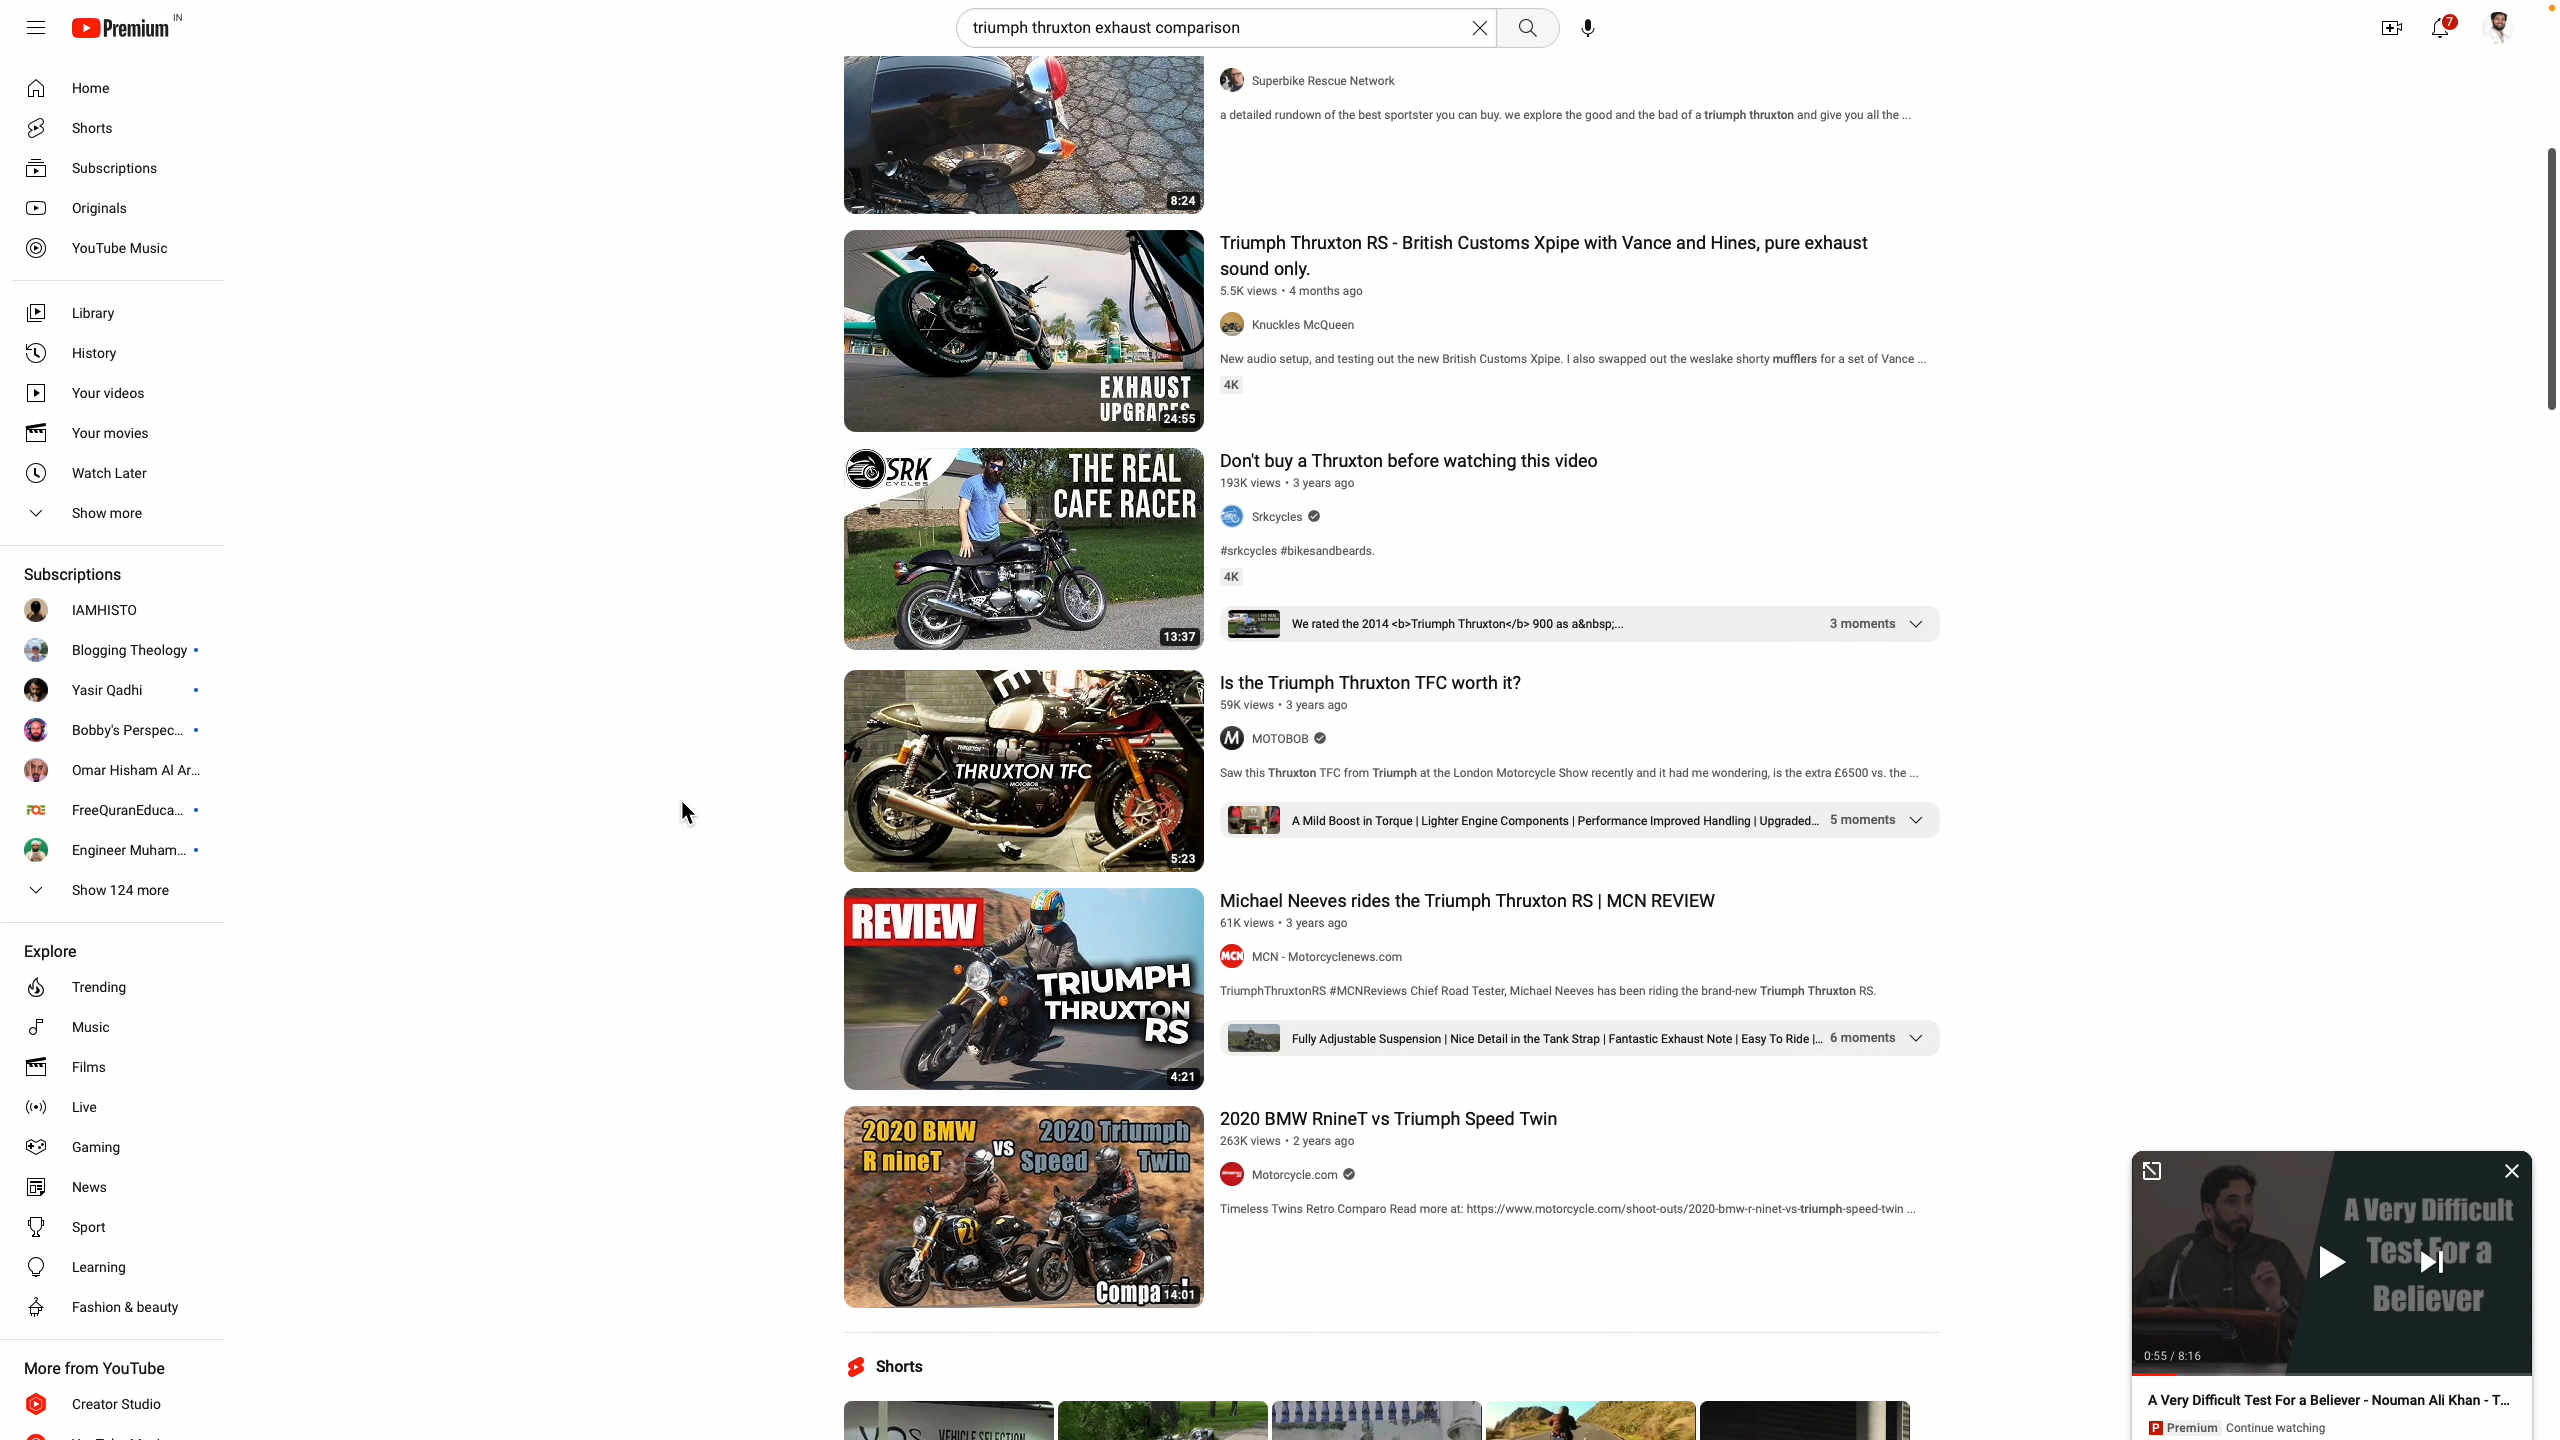 Premium IN
triumph thruxton exhaust comparison
7
Home
Shorts
Subscriptions
Originals
YouTube Music
Library
History
Your videos
Your movies
Watch Later
Show more
Subscriptions
IAMHISTO
Blogging Theology
Yasir Qadhi
Bobby's Perspec...
Omar Hisham Al Ar...
FreeQuranEduca...
Engineer Muham...
Show 124 more
Explore
Trending
Music
Films
Live
Gaming
News
Sport
Learning
Fashion & beauty
More from YouTube
Creator Studio
8:24
Superbike Rescue Network
a detailed rundown of the best sportster you can buy. we explore the good and the bad of a triumph thruxton and give you all the ...
EXHAUST
UPGRADES
24:55
Triumph Thruxton RS - British Customs Xpipe with Vance and Hines, pure exhaust
sound only.
5.5K views • 4 months ago
Knuckles McQueen
New audio setup, and testing out the new British Customs Xpipe. I also swapped out the weslake shorty mufflers for a set of Vance ...
4K
SRK
CYCLES
THE REAL
CAFE RACER
13:37
Don't buy a Thruxton before watching this video
193K views • 3 years ago
Srkcycles
#srkcycles #bikesandbeards.
4K
We rated the 2014 <b>Triumph Thruxton</b> 900 as a&nbsp;... 3 moments
THRUXTON TFC
MOTOBOB
5:23
Is the Triumph Thruxton TFC worth it?
59K views • 3 years ago
M MOTOBOB
Saw this Thruxton TFC from Triumph at the London Motorcycle Show recently and it had me wondering, is the extra £6500 vs. the ...
A Mild Boost in Torque | Lighter Engine Components | Performance Improved Handling | Upgraded... 5 moments
REVIEW
TRIUMPH
THRUXTON
RS
4:21
Michael Neeves rides the Triumph Thruxton RS | MCN REVIEW
61K views • 3 years ago
MCN MCN - Motorcyclenews.com
TriumphThruxtonRS #MCNReviews Chief Road Tester, Michael Neeves has been riding the brand-new Triumph Thruxton RS.
Fully Adjustable Suspension | Nice Detail in the Tank Strap | Fantastic Exhaust Note | Easy To Ride |... 6 moments
2020 BMW vs 2020 Triumph
R nineT Speed Twin
14:01
2020 BMW RnineT vs Triumph Speed Twin
263K views • 2 years ago
Motorcycle.com
Timeless Twins Retro Comparo Read more at: https://www.motorcycle.com/shoot-outs/2020-bmw-r-ninet-vs-triumph-speed-twin ...
Shorts
VEHICLE SELECTION
A Very Difficult
Test For a
Believer
0:55 / 8:16
A Very Difficult Test For a Believer - Nouman Ali Khan - T...
P Premium Continue watching